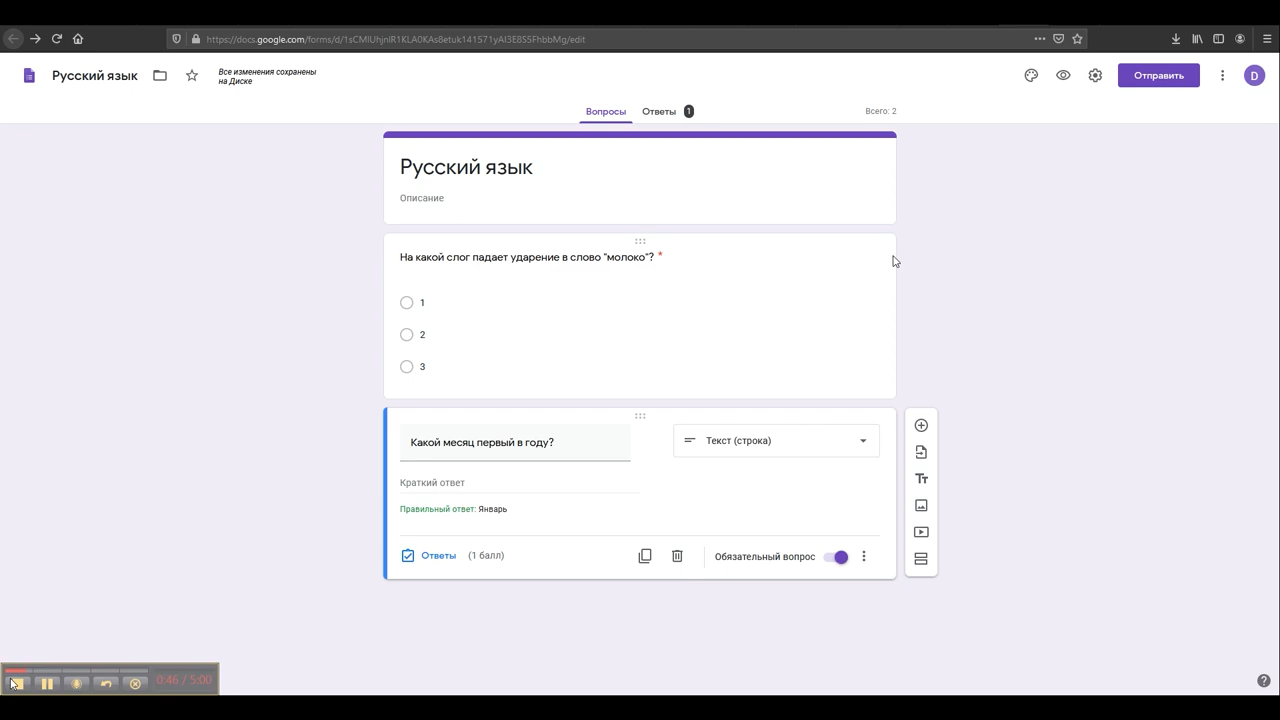 https://docs.google.com/forms/d/1sCMlUhjnlR1KLA0KAs8etuk141571yAI3E8S5FhbbMg/edit
Русский язык
Все изменения сохранены
на Диске
Отправить
D
Вопросы
Ответы 1
Всего: 2
Русский язык
Описание
На какой слог падает ударение в слово "молоко"? *
1
2
3
Какой месяц первый в году?
Текст (строка)
Краткий ответ
Правильный ответ: Январь
Ответы (1 балл)
Обязательный вопрос
Tт
0:46 / 5:00